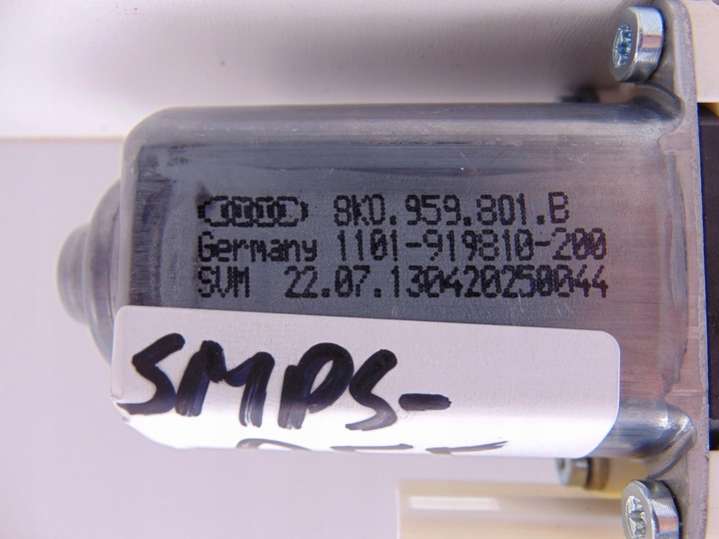 8K0.959.801.B
Germany 1101-919810-200
SVM 22.07.130420250044
SMPS-